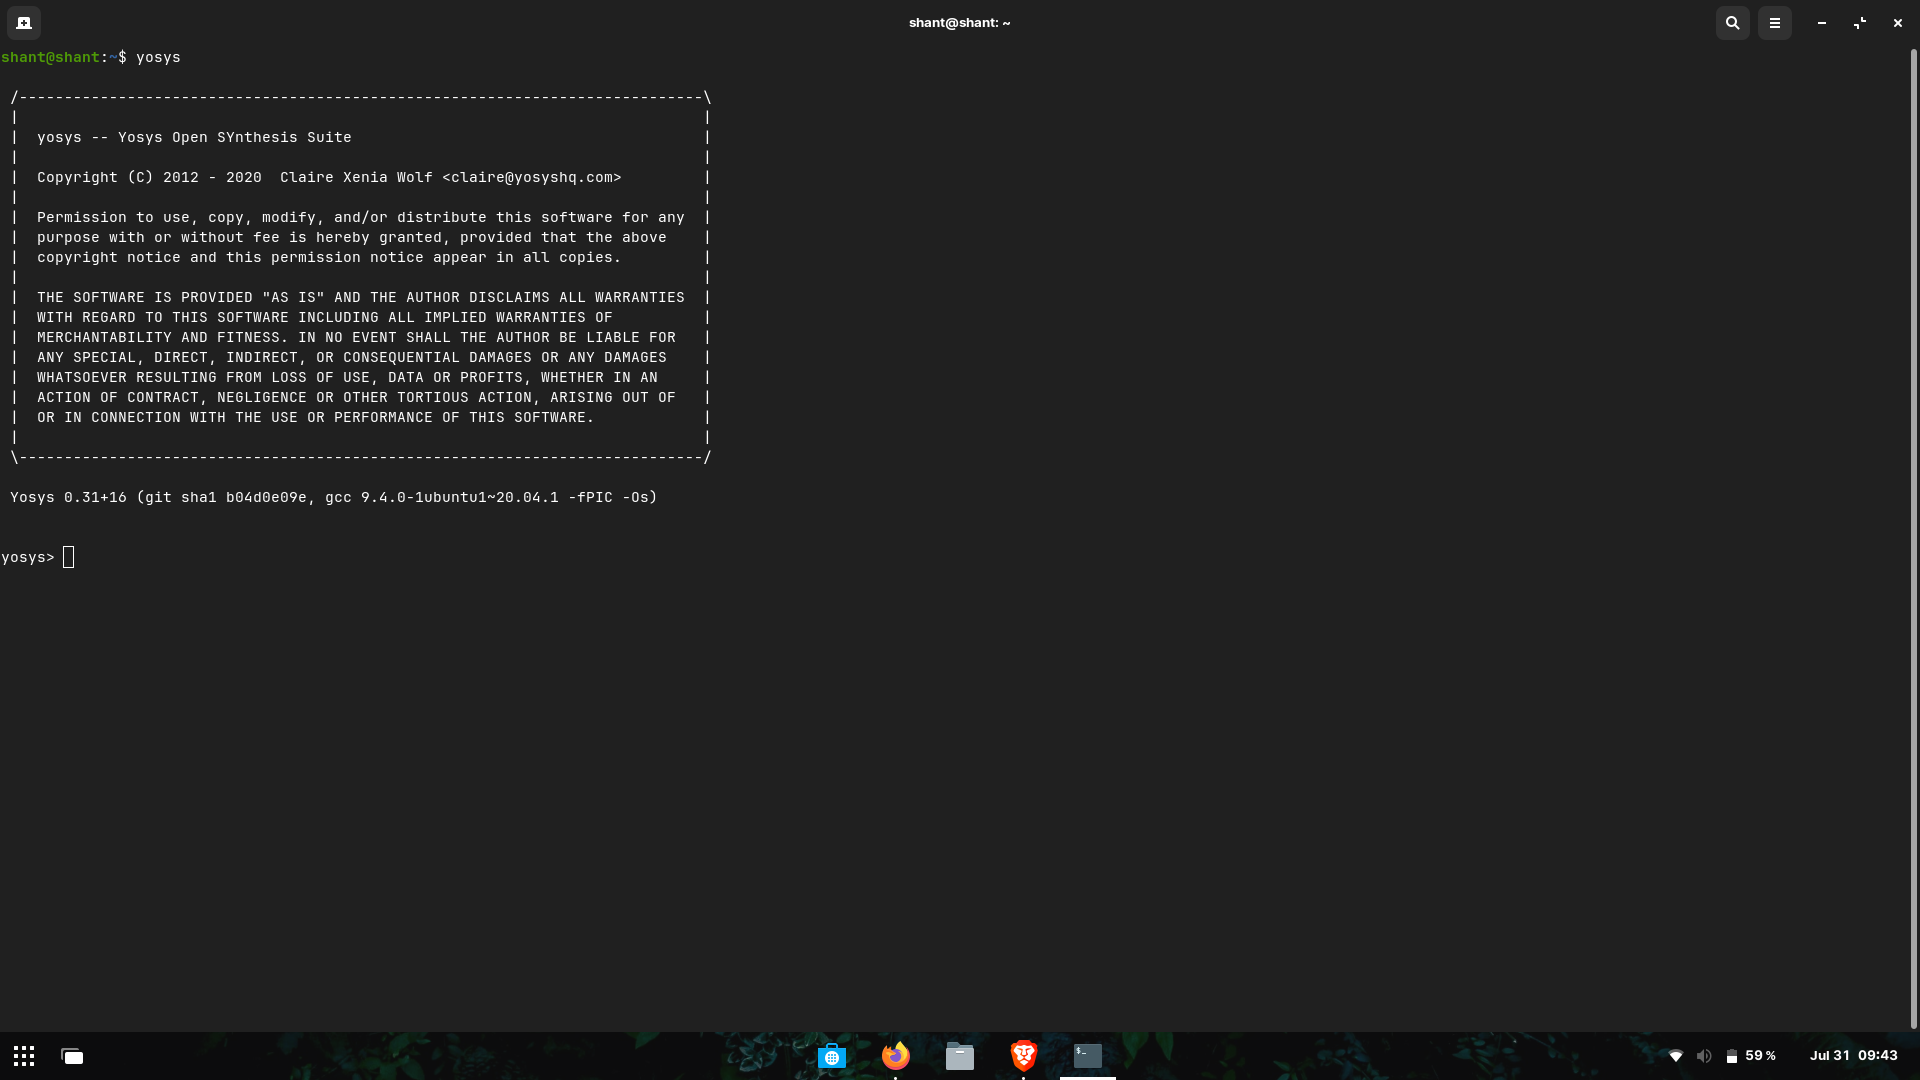 shant@shant: ~
shant@shant:~$ yosys
/----------------------------------------------------------------------------\
|                                                                            |
|  yosys -- Yosys Open SYnthesis Suite                                       |
|                                                                            |
|  Copyright (C) 2012 - 2020  Claire Xenia Wolf <claire@yosyshq.com>         |
|                                                                            |
|  Permission to use, copy, modify, and/or distribute this software for any  |
|  purpose with or without fee is hereby granted, provided that the above    |
|  copyright notice and this permission notice appear in all copies.         |
|                                                                            |
|  THE SOFTWARE IS PROVIDED "AS IS" AND THE AUTHOR DISCLAIMS ALL WARRANTIES  |
|  WITH REGARD TO THIS SOFTWARE INCLUDING ALL IMPLIED WARRANTIES OF          |
|  MERCHANTABILITY AND FITNESS. IN NO EVENT SHALL THE AUTHOR BE LIABLE FOR   |
|  ANY SPECIAL, DIRECT, INDIRECT, OR CONSEQUENTIAL DAMAGES OR ANY DAMAGES    |
|  WHATSOEVER RESULTING FROM LOSS OF USE, DATA OR PROFITS, WHETHER IN AN     |
|  ACTION OF CONTRACT, NEGLIGENCE OR OTHER TORTIOUS ACTION, ARISING OUT OF   |
|  OR IN CONNECTION WITH THE USE OR PERFORMANCE OF THIS SOFTWARE.            |
|                                                                            |
\----------------------------------------------------------------------------/
Yosys 0.31+16 (git sha1 b04d0e09e, gcc 9.4.0-1ubuntu1~20.04.1 -fPIC -Os)
yosys>
$_
59 %
Jul 31 09:43